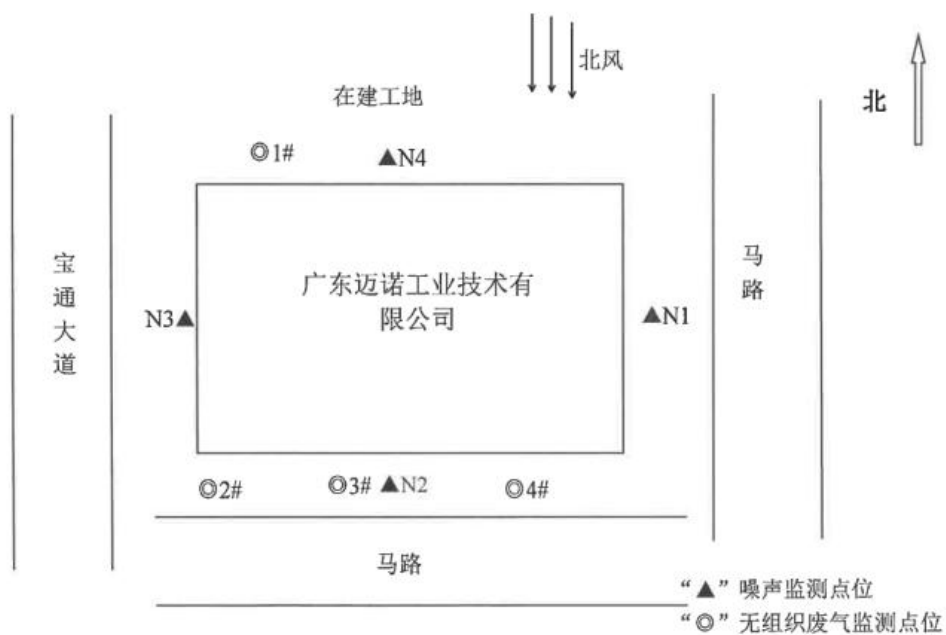 北风
在建工地
北
◎1#
▲N4
宝通大道
广东迈诺工业技术有
限公司
马路
N3▲
▲N1
◎2#
◎3#
▲N2
◎4#
马路
“▲”噪声监测点位
“◎”无组织废气监测点位